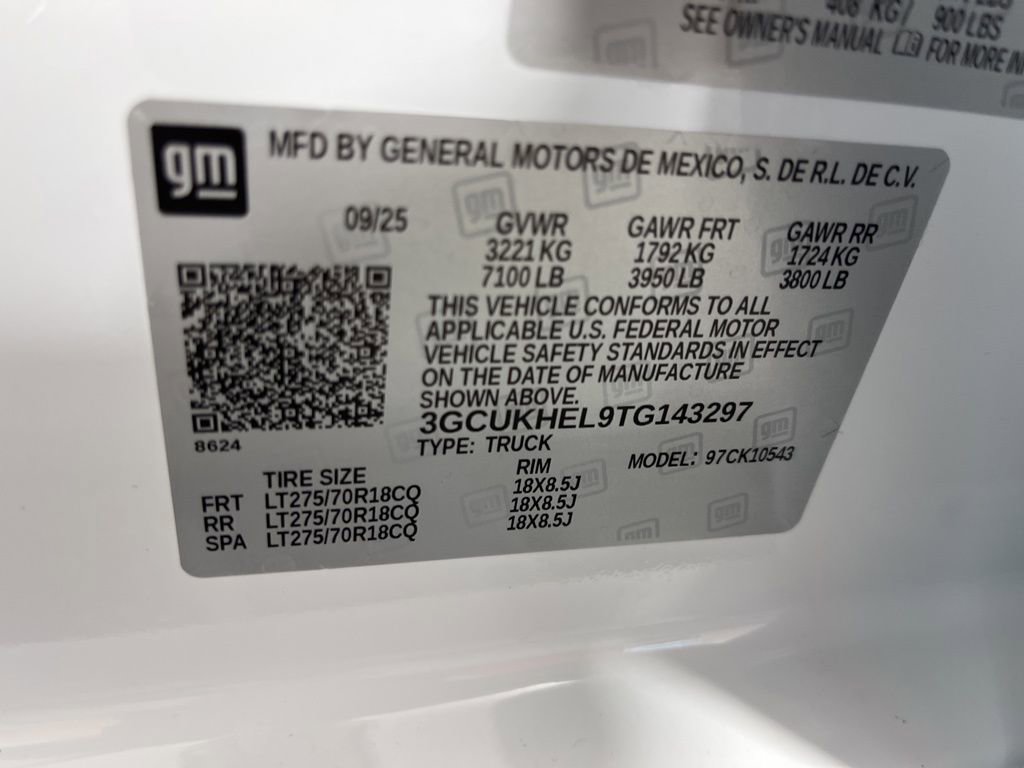 408 KG/ 900 LBS
SEE OWNER'S MANUAL FOR MORE
gm
MFD BY GENERAL MOTORS DE MEXICO, S. DE R.L. DE C.V.
09/25 GVWR GAWR FRT GAWR RR
3221 KG 1792 KG 1724 KG
7100 LB 3950 LB 3800 LB
THIS VEHICLE CONFORMS TO ALL
APPLICABLE U.S. FEDERAL MOTOR
VEHICLE SAFETY STANDARDS IN EFFECT
ON THE DATE OF MANUFACTURE
SHOWN ABOVE.
3GCUKHEL9TG143297
8624
TYPE: TRUCK MODEL: 97CK10543
TIRE SIZE RIM
FRT LT275/70R18CQ 18X8.5J
RR LT275/70R18CQ 18X8.5J
SPA LT275/70R18CQ 18X8.5J